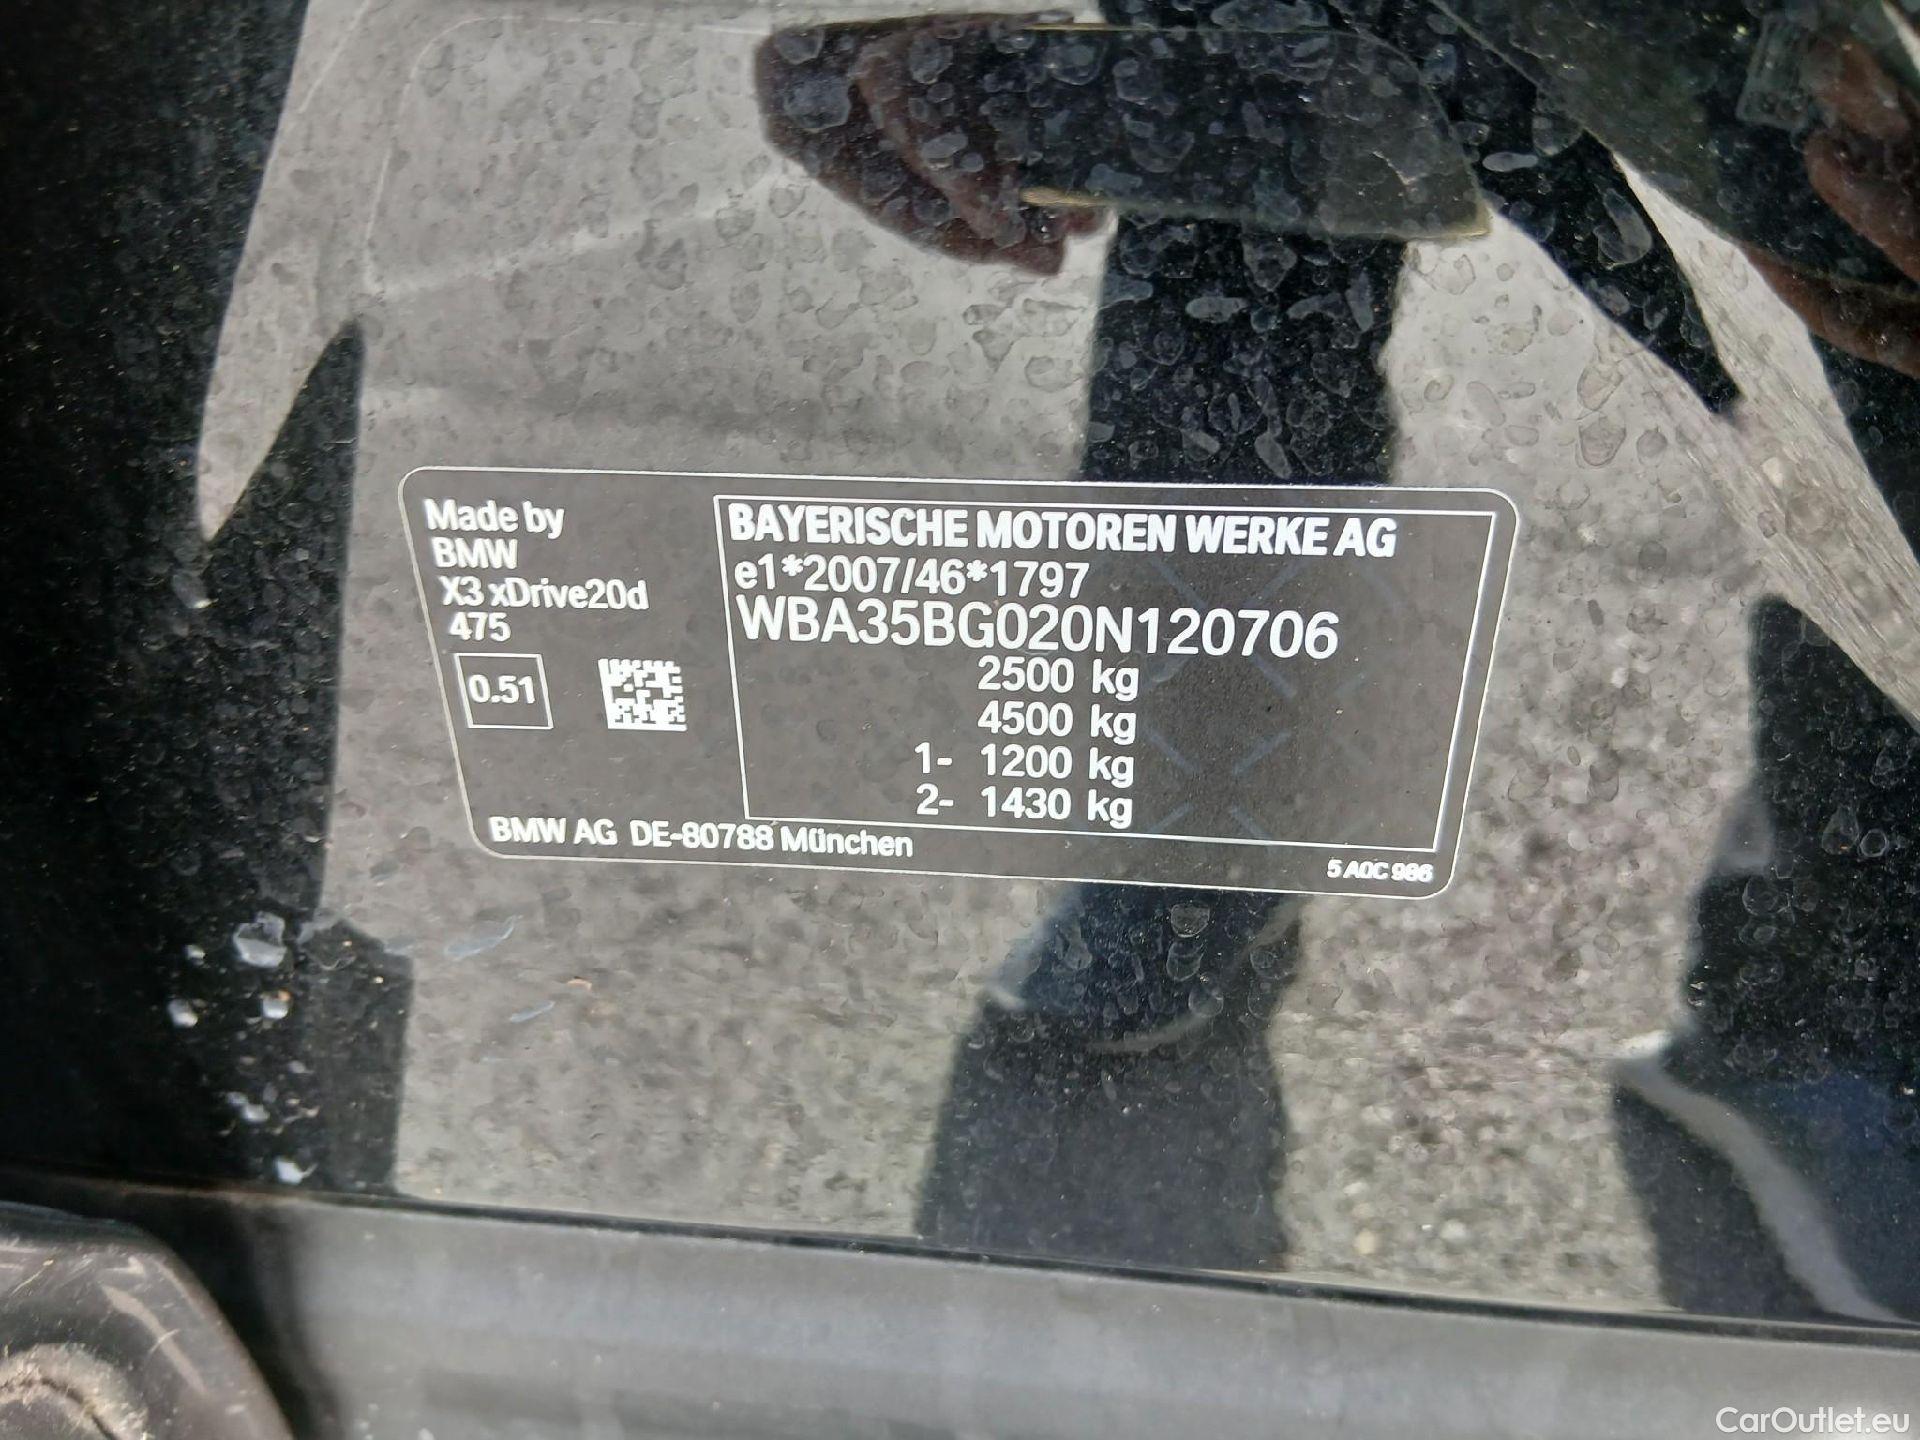 Made by
BMW
X3 xDrive20d
475
0.51
BAYERISCHE MOTOREN WERKE AG
e1*2007/46*1797
WBA35BG020N120706
2500 kg
4500 kg
1- 1200 kg
2- 1430 kg
BMW AG DE-80788 München
5 A0C 986
CarOutlet.eu